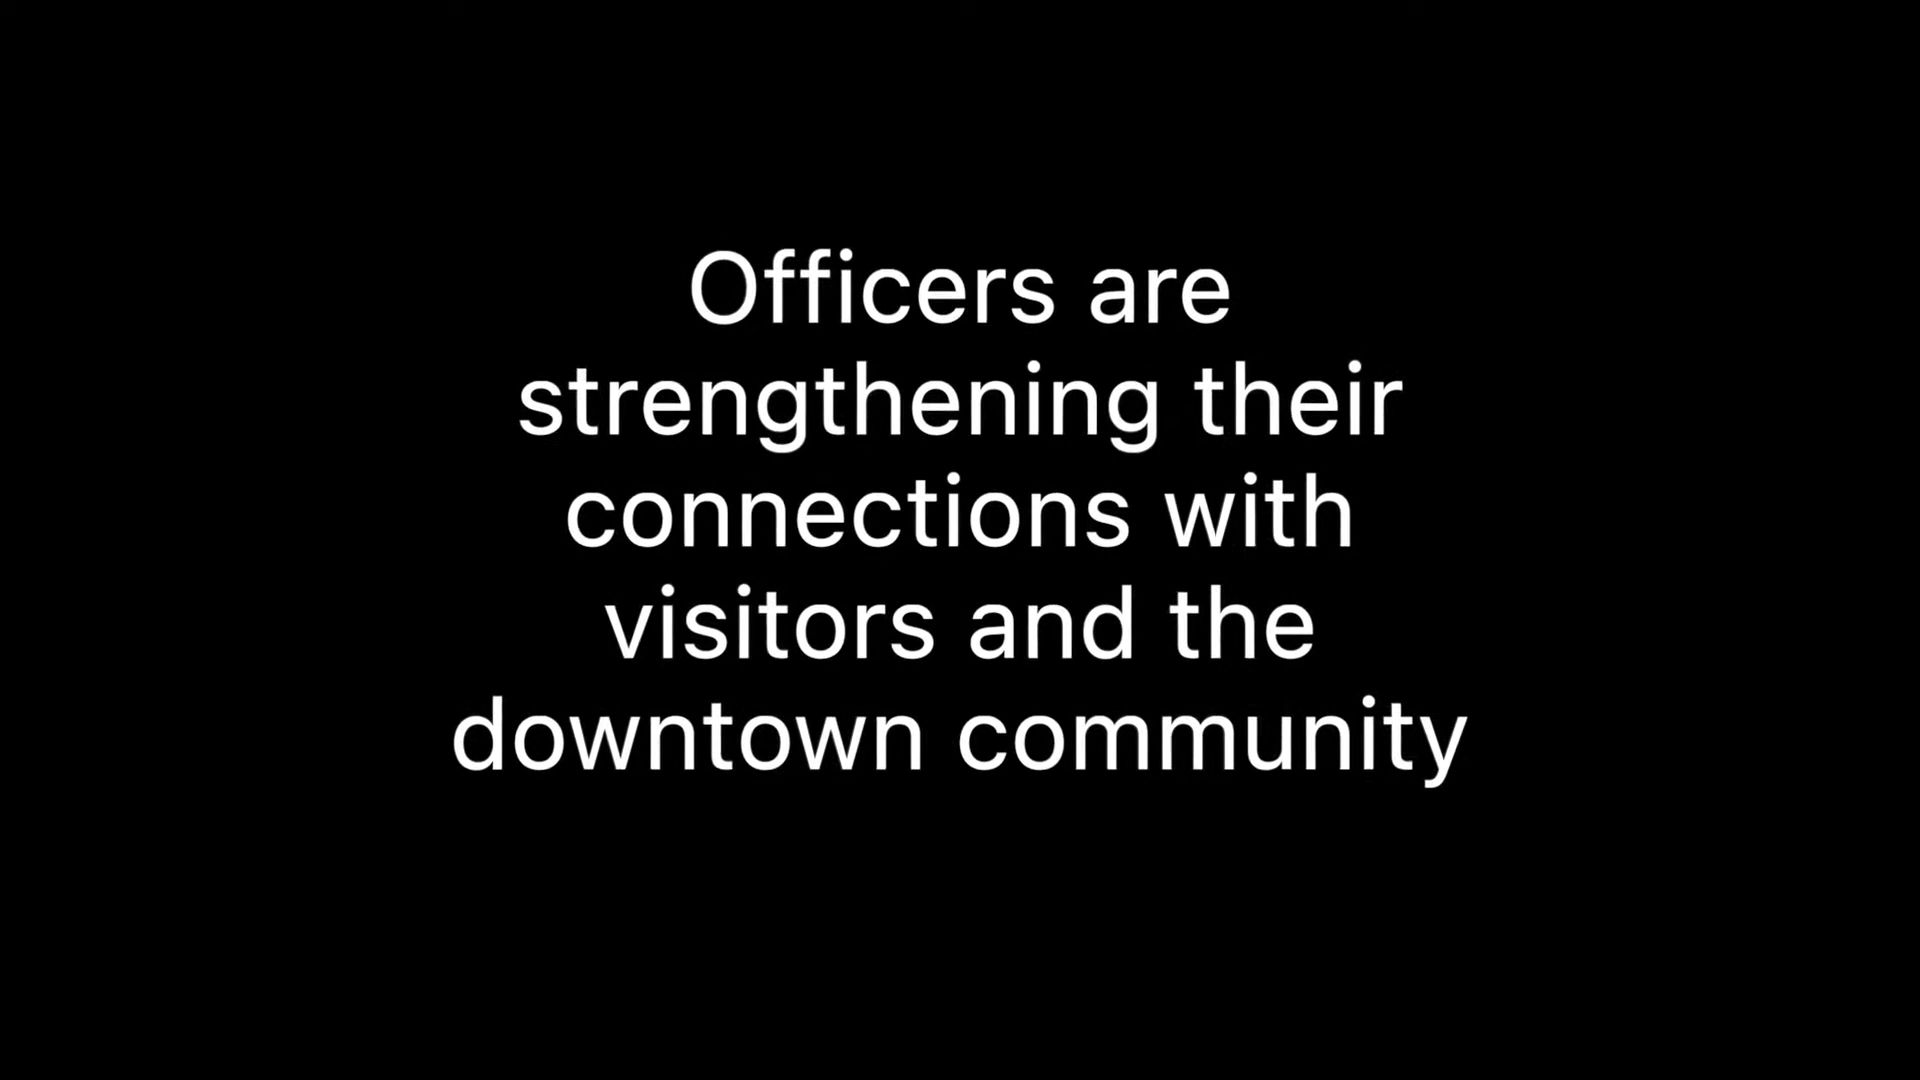 Officers are
strengthening their
connections with
visitors and the
downtown community